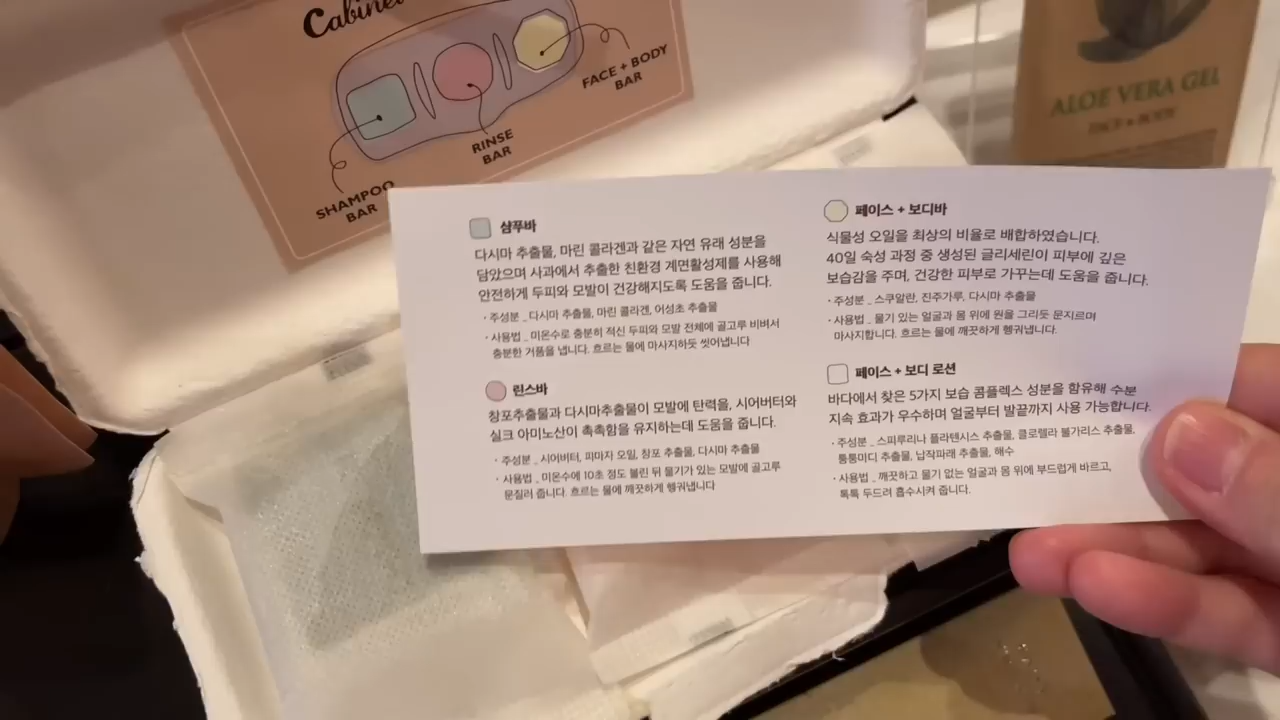 Cabinet
SHAMPOO
BAR
RINSE
BAR
FACE + BODY
BAR
ALOE VERA GEL
FACE & BODY
샴푸바
다시마 추출물, 마린 콜라겐과 같은 자연 유래 성분을
담았으며 사과에서 추출한 친환경 계면활성제를 사용해
안전하게 두피와 모발이 건강해지도록 도움을 줍니다.
· 주성분 _ 다시마 추출물, 마린 콜라겐, 어성초 추출물
· 사용법 _ 미온수로 충분히 적신 두피와 모발 전체에 골고루 비벼서
충분한 거품을 냅니다. 흐르는 물에 마사지하듯 씻어냅니다
린스바
창포추출물과 다시마추출물이 모발에 탄력을, 시어버터와
실크 아미노산이 촉촉함을 유지하는데 도움을 줍니다.
· 주성분 _ 시어버터, 피마자 오일, 창포 추출물, 다시마 추출물
· 사용법 _ 미온수에 10초 정도 불린 뒤 물기가 있는 모발에 골고루
문질러 줍니다. 흐르는 물에 깨끗하게 헹궈냅니다
페이스 + 보디바
식물성 오일을 최상의 비율로 배합하였습니다.
40일 숙성 과정 중 생성된 글리세린이 피부에 깊은
보습감을 주며, 건강한 피부로 가꾸는데 도움을 줍니다.
· 주성분 _ 스쿠알란, 진주가루, 다시마 추출물
· 사용법 _ 물기 있는 얼굴과 몸 위에 원을 그리듯 문지르며
마사지합니다. 흐르는 물에 깨끗하게 헹궈냅니다.
페이스 + 보디 로션
바다에서 찾은 5가지 보습 콤플렉스 성분을 함유해 수분
지속 효과가 우수하며 얼굴부터 발끝까지 사용 가능합니다.
· 주성분 _ 스피루리나 플라텐시스 추출물, 클로렐라 불가리스 추출물,
퉁퉁마디 추출물, 납작파래 추출물, 해수
· 사용법 _ 깨끗하고 물기 없는 얼굴과 몸 위에 부드럽게 바르고,
톡톡 두드려 흡수시켜 줍니다.